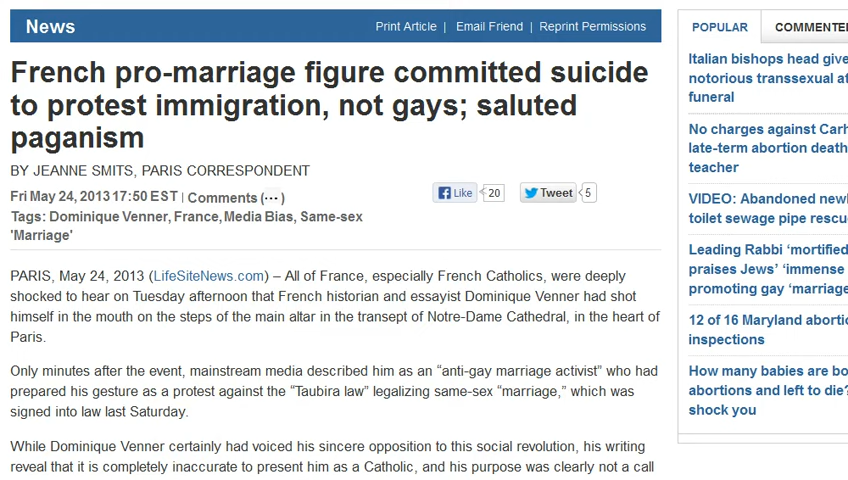 News
Print Article | Email Friend | Reprint Permissions
French pro-marriage figure committed suicide
to protest immigration, not gays; saluted
paganism
BY JEANNE SMITS, PARIS CORRESPONDENT
Fri May 24, 2013 17:50 EST | Comments (...)
Tags: Dominique Venner, France, Media Bias, Same-sex
'Marriage'
Like 20 Tweet 5
PARIS, May 24, 2013 (LifeSiteNews.com) – All of France, especially French Catholics, were deeply
shocked to hear on Tuesday afternoon that French historian and essayist Dominique Venner had shot
himself in the mouth on the steps of the main altar in the transept of Notre-Dame Cathedral, in the heart of
Paris.
Only minutes after the event, mainstream media described him as an “anti-gay marriage activist” who had
prepared his gesture as a protest against the “Taubira law” legalizing same-sex “marriage,” which was
signed into law last Saturday.
While Dominique Venner certainly had voiced his sincere opposition to this social revolution, his writing
reveal that it is completely inaccurate to present him as a Catholic, and his purpose was clearly not a call
POPULAR COMMENTE
Italian bishops head give
notorious transsexual at
funeral
No charges against Carh
late-term abortion death
teacher
VIDEO: Abandoned new
toilet sewage pipe rescu
Leading Rabbi ‘mortified
praises Jews’ ‘immense
promoting gay ‘marriage
12 of 16 Maryland abortio
inspections
How many babies are bo
abortions and left to die?
shock you